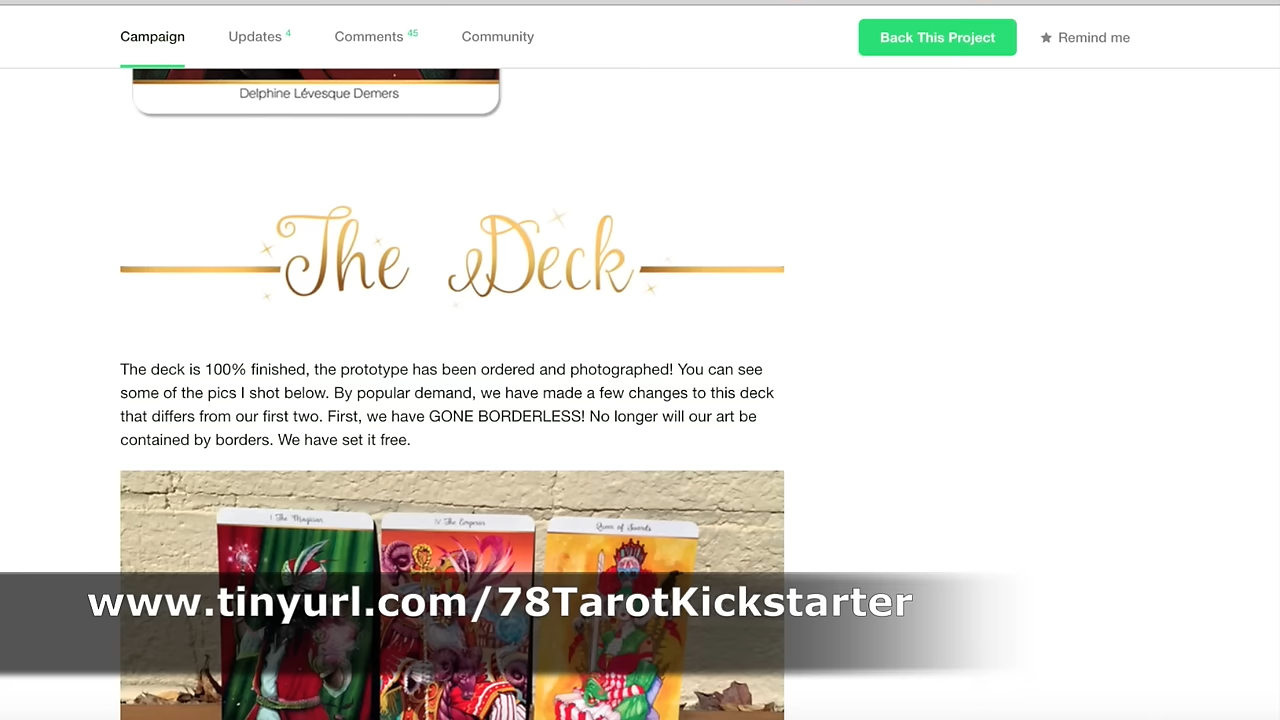 Campaign
Updates 4
Comments 45
Community
Back This Project
Remind me
Delphine Lévesque Demers
The Deck
The deck is 100% finished, the prototype has been ordered and photographed! You can see
some of the pics I shot below. By popular demand, we have made a few changes to this deck
that differs from our first two. First, we have GONE BORDERLESS! No longer will our art be
contained by borders. We have set it free.
I The Magician
IV The Emperor
Queen of Swords
www.tinyurl.com/78TarotKickstarter